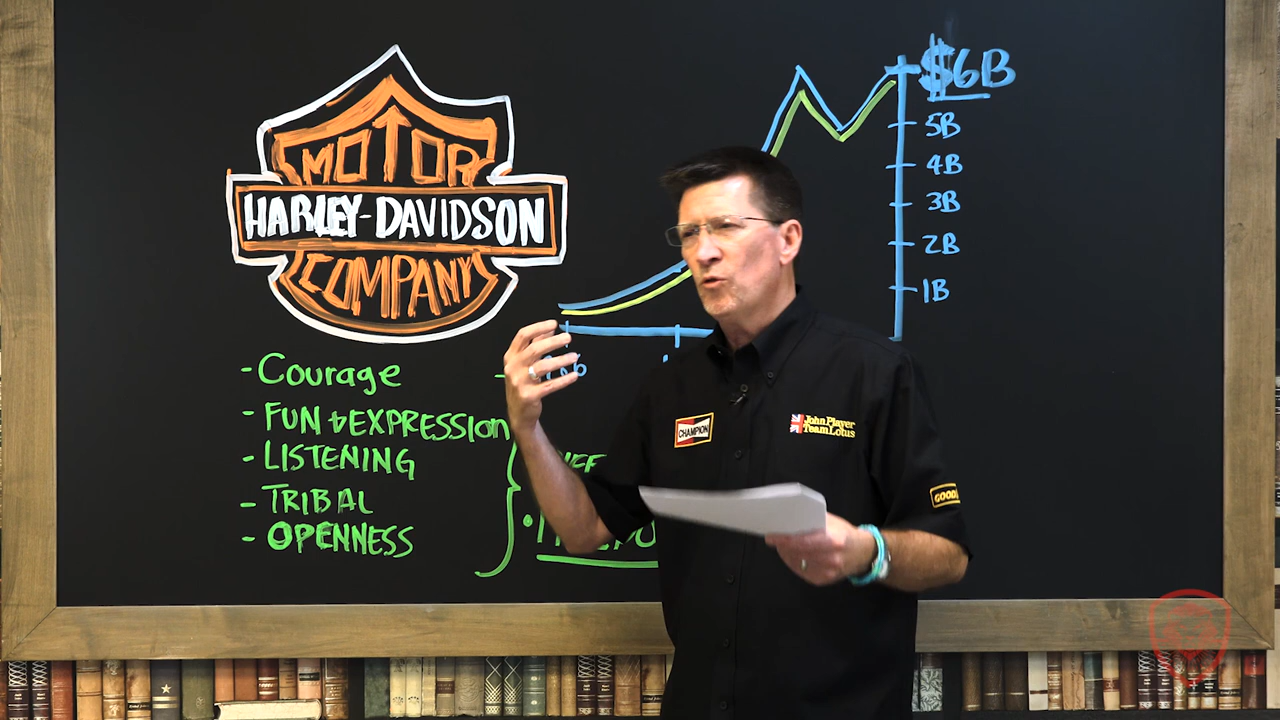 MOTOR
HARLEY-DAVIDSON
COMPANY
- Courage
- FUN & EXPRESSION
- LISTENING
- TRIBAL
- OPENNESS
$6B
5B
4B
3B
2B
1B
CHAMPION
John Player
Team Lotus